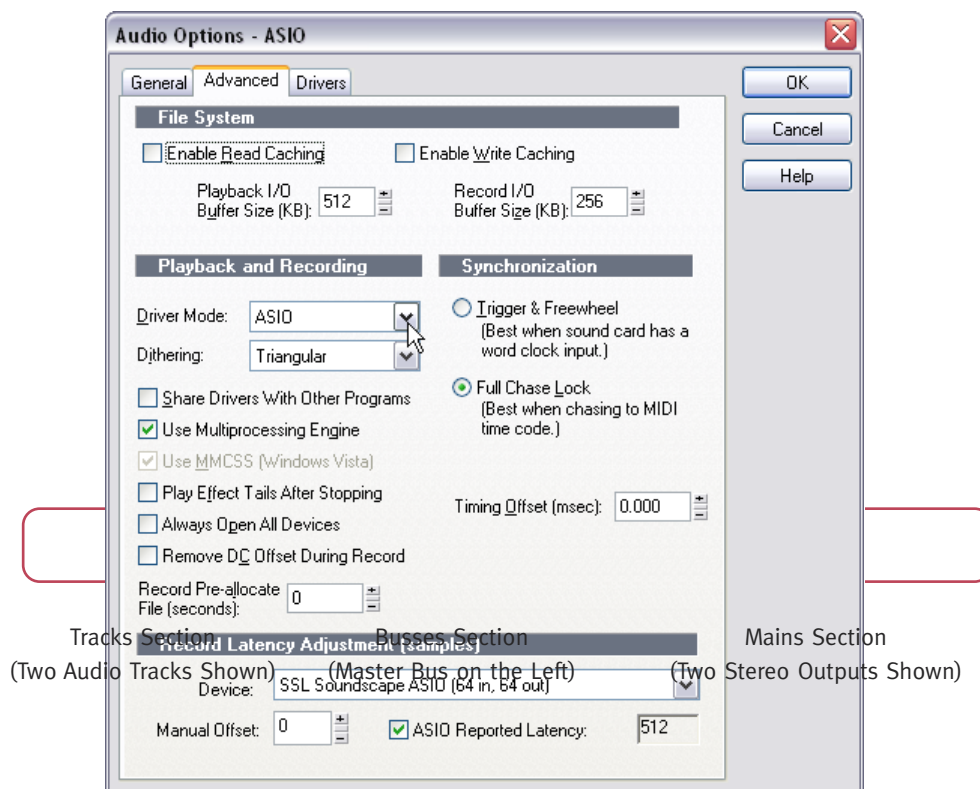 Audio Options - ASIO
General Advanced Drivers
OK
Cancel
Help
File System
Enable Read Caching
Enable Write Caching
Playback I/O
Buffer Size (KB): 512
Record I/O
Buffer Size (KB): 256
Playback and Recording
Driver Mode: ASIO
Dithering: Triangular
Share Drivers With Other Programs
Use Multiprocessing Engine
Use MMCSS (Windows Vista)
Play Effect Tails After Stopping
Always Open All Devices
Remove DC Offset During Record
Record Pre-allocate
File (seconds): 0
Synchronization
Trigger & Freewheel
(Best when sound card has a
word clock input.)
Full Chase Lock
(Best when chasing to MIDI
time code.)
Timing Offset (msec): 0.000
Tracks Section
(Two Audio Tracks Shown)
Busses Section
(Master Bus on the Left)
Mains Section
(Two Stereo Outputs Shown)
Record Latency Adjustment (samples)
Device: SSL Soundscape ASIO (64 in, 64 out)
Manual Offset: 0
ASIO Reported Latency: 512